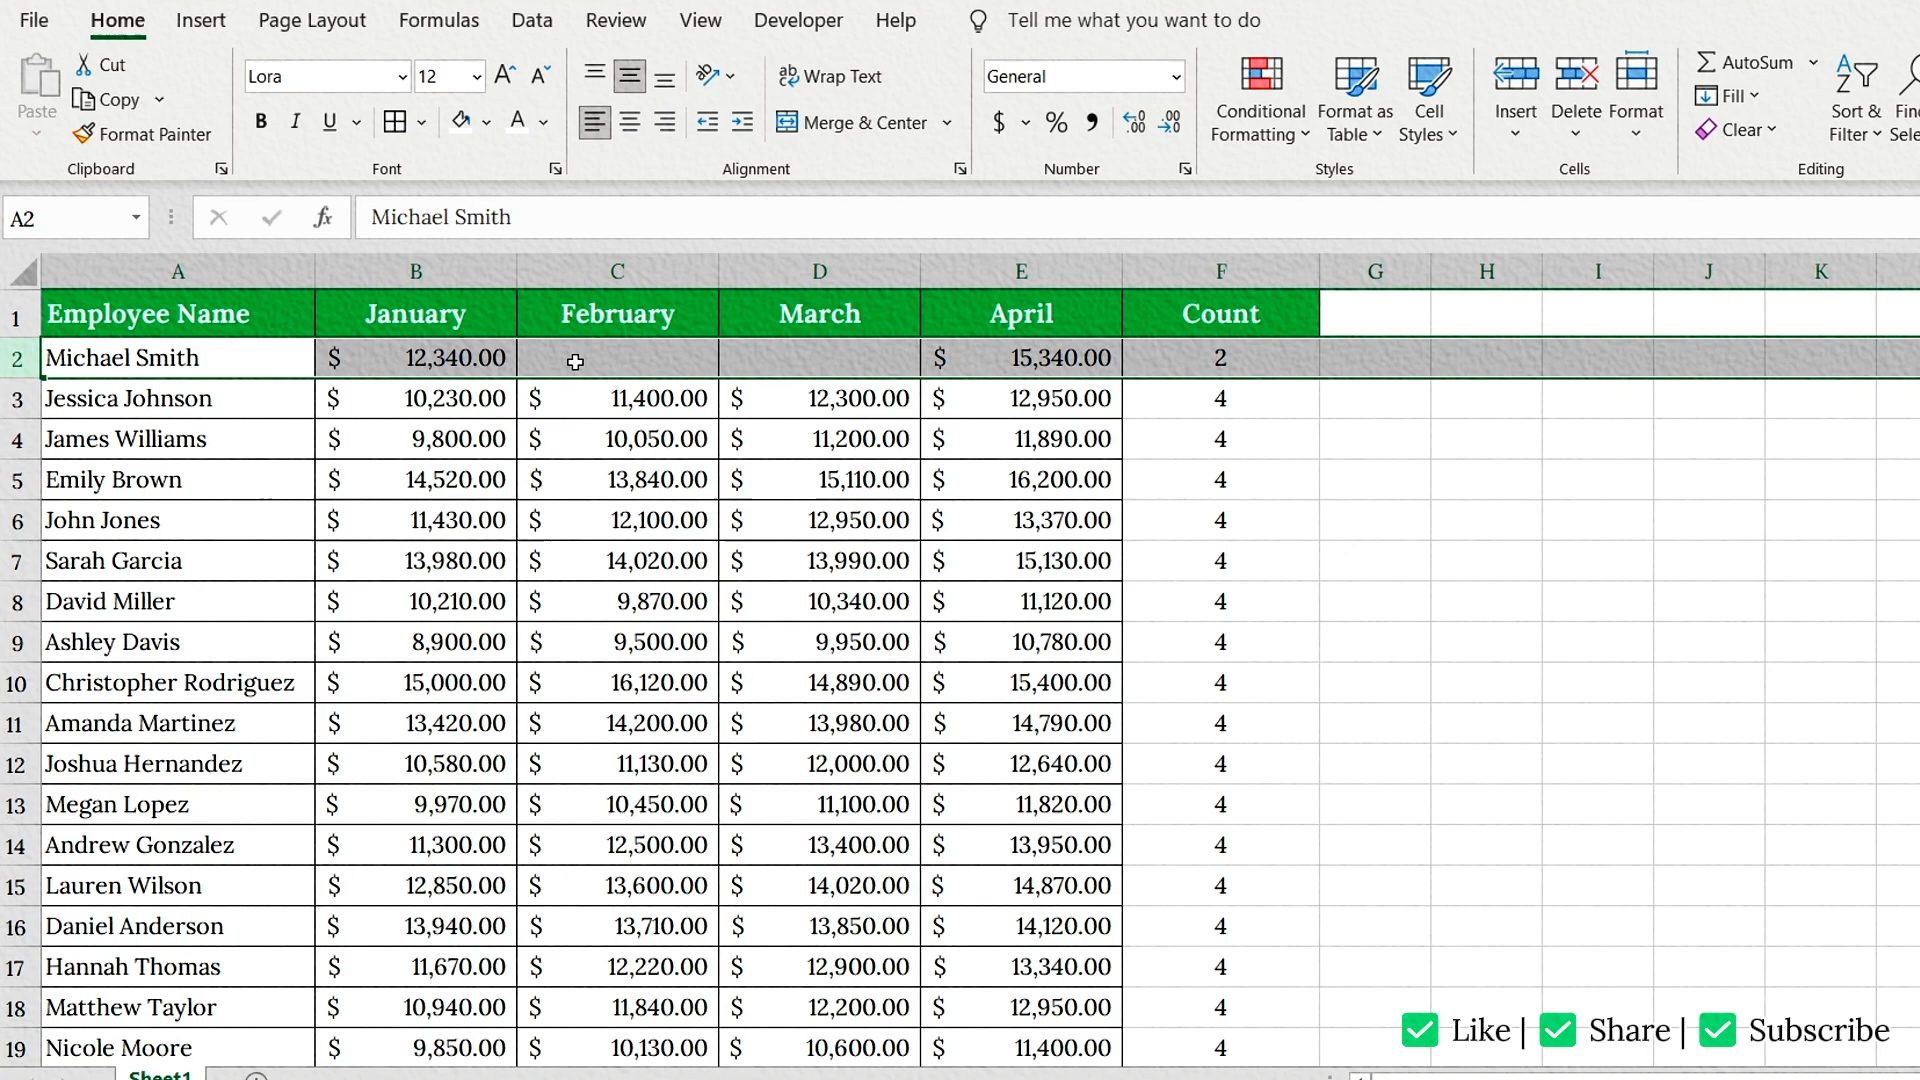 File Home Insert Page Layout Formulas Data Review View Developer Help Tell me what you want to do
Paste Cut Copy Format Painter Clipboard
Lora 12 A A B I U A Font
ab Wrap Text Merge & Center Alignment
General $ % Number
Conditional Formatting Format as Table Cell Styles Styles
Insert Delete Format Cells
AutoSum Fill Clear Sort & Filter Editing
A2 fx Michael Smith
A B C D E F G H I J K
1 Employee Name January February March April Count
2 Michael Smith $ 12,340.00 $ 15,340.00 2
3 Jessica Johnson $ 10,230.00 $ 11,400.00 $ 12,300.00 $ 12,950.00 4
4 James Williams $ 9,800.00 $ 10,050.00 $ 11,200.00 $ 11,890.00 4
5 Emily Brown $ 14,520.00 $ 13,840.00 $ 15,110.00 $ 16,200.00 4
6 John Jones $ 11,430.00 $ 12,100.00 $ 12,950.00 $ 13,370.00 4
7 Sarah Garcia $ 13,980.00 $ 14,020.00 $ 13,990.00 $ 15,130.00 4
8 David Miller $ 10,210.00 $ 9,870.00 $ 10,340.00 $ 11,120.00 4
9 Ashley Davis $ 8,900.00 $ 9,500.00 $ 9,950.00 $ 10,780.00 4
10 Christopher Rodriguez $ 15,000.00 $ 16,120.00 $ 14,890.00 $ 15,400.00 4
11 Amanda Martinez $ 13,420.00 $ 14,200.00 $ 13,980.00 $ 14,790.00 4
12 Joshua Hernandez $ 10,580.00 $ 11,130.00 $ 12,000.00 $ 12,640.00 4
13 Megan Lopez $ 9,970.00 $ 10,450.00 $ 11,100.00 $ 11,820.00 4
14 Andrew Gonzalez $ 11,300.00 $ 12,500.00 $ 13,400.00 $ 13,950.00 4
15 Lauren Wilson $ 12,850.00 $ 13,600.00 $ 14,020.00 $ 14,870.00 4
16 Daniel Anderson $ 13,940.00 $ 13,710.00 $ 13,850.00 $ 14,120.00 4
17 Hannah Thomas $ 11,670.00 $ 12,220.00 $ 12,900.00 $ 13,340.00 4
18 Matthew Taylor $ 10,940.00 $ 11,840.00 $ 12,200.00 $ 12,950.00 4
19 Nicole Moore $ 9,850.00 $ 10,130.00 $ 10,600.00 $ 11,400.00 4
Like | Share | Subscribe
Sheet1